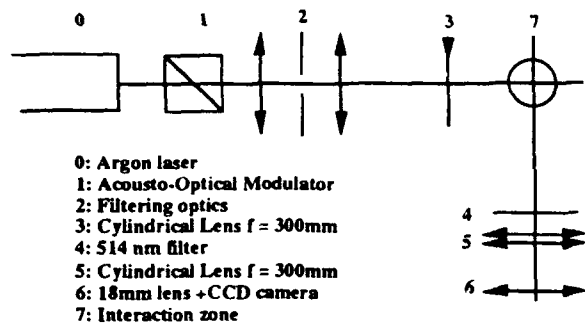 0 1 2 3 7
0: Argon laser
1: Acousto-Optical Modulator
2: Filtering optics
3: Cylindrical Lens f = 300mm
4: 514 nm filter
5: Cylindrical Lens f = 300mm
6: 18mm lens +CCD camera
7: Interaction zone
4
5
6